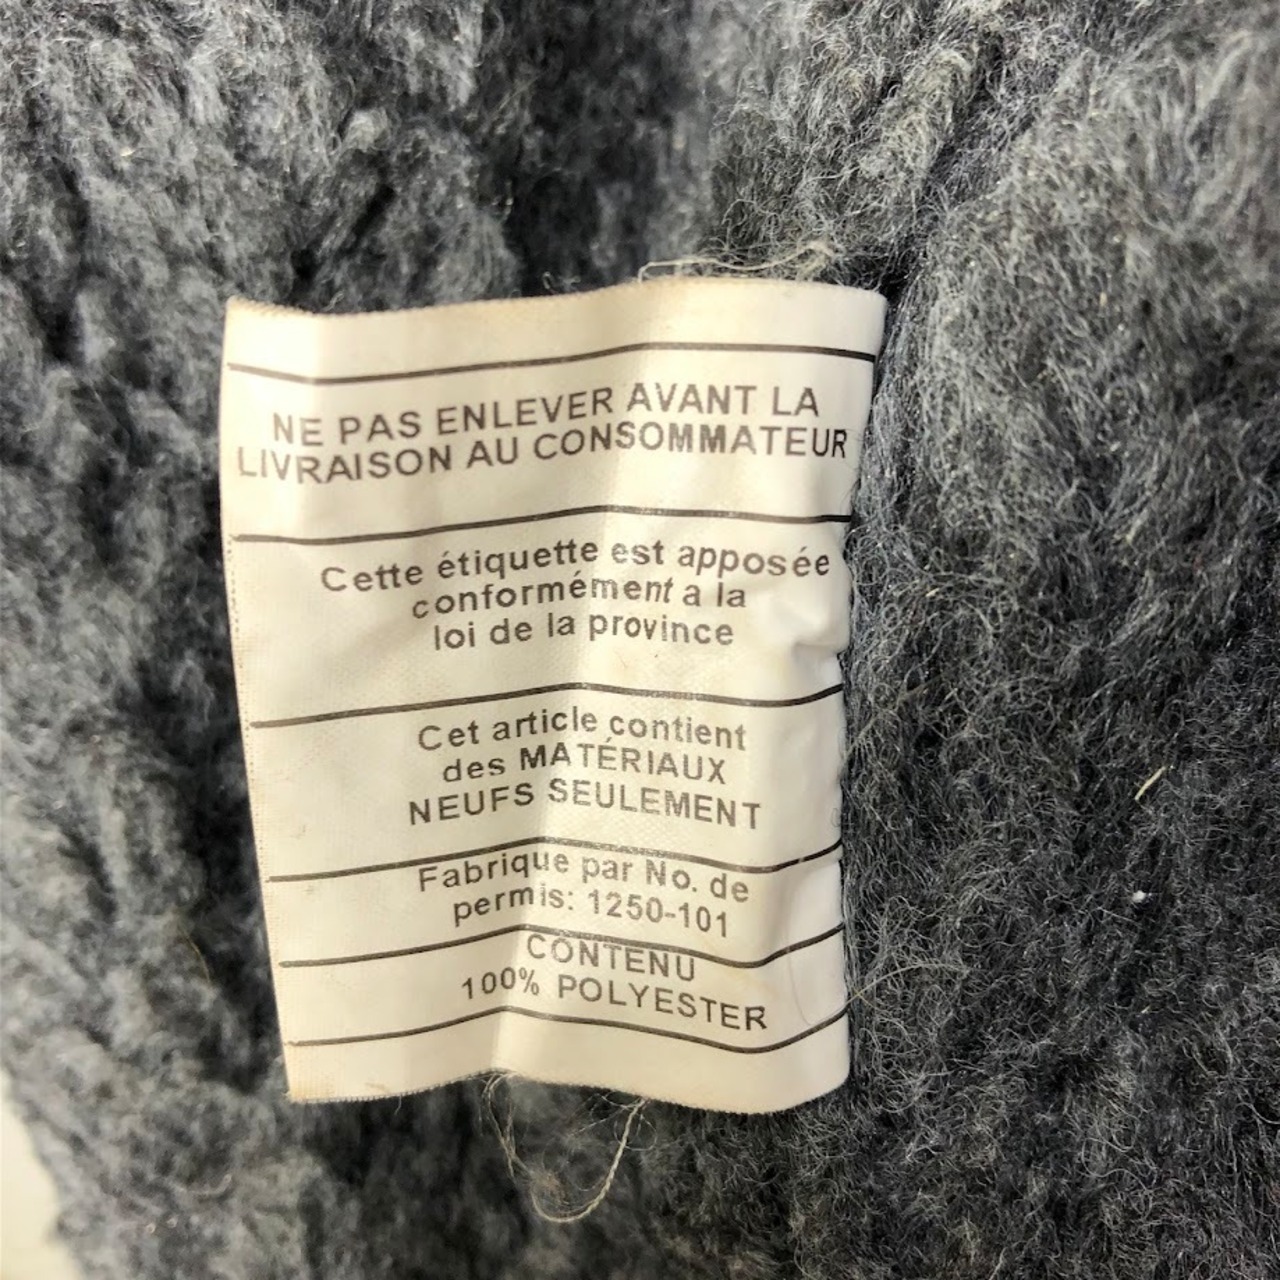 NE PAS ENLEVER AVANT LA
LIVRAISON AU CONSOMMATEUR
Cette étiquette est apposée
conformément a la
loi de la province
Cet article contient
des MATÉRIAUX
NEUFS SEULEMENT
Fabrique par No. de
permis: 1250-101
CONTENU
100% POLYESTER